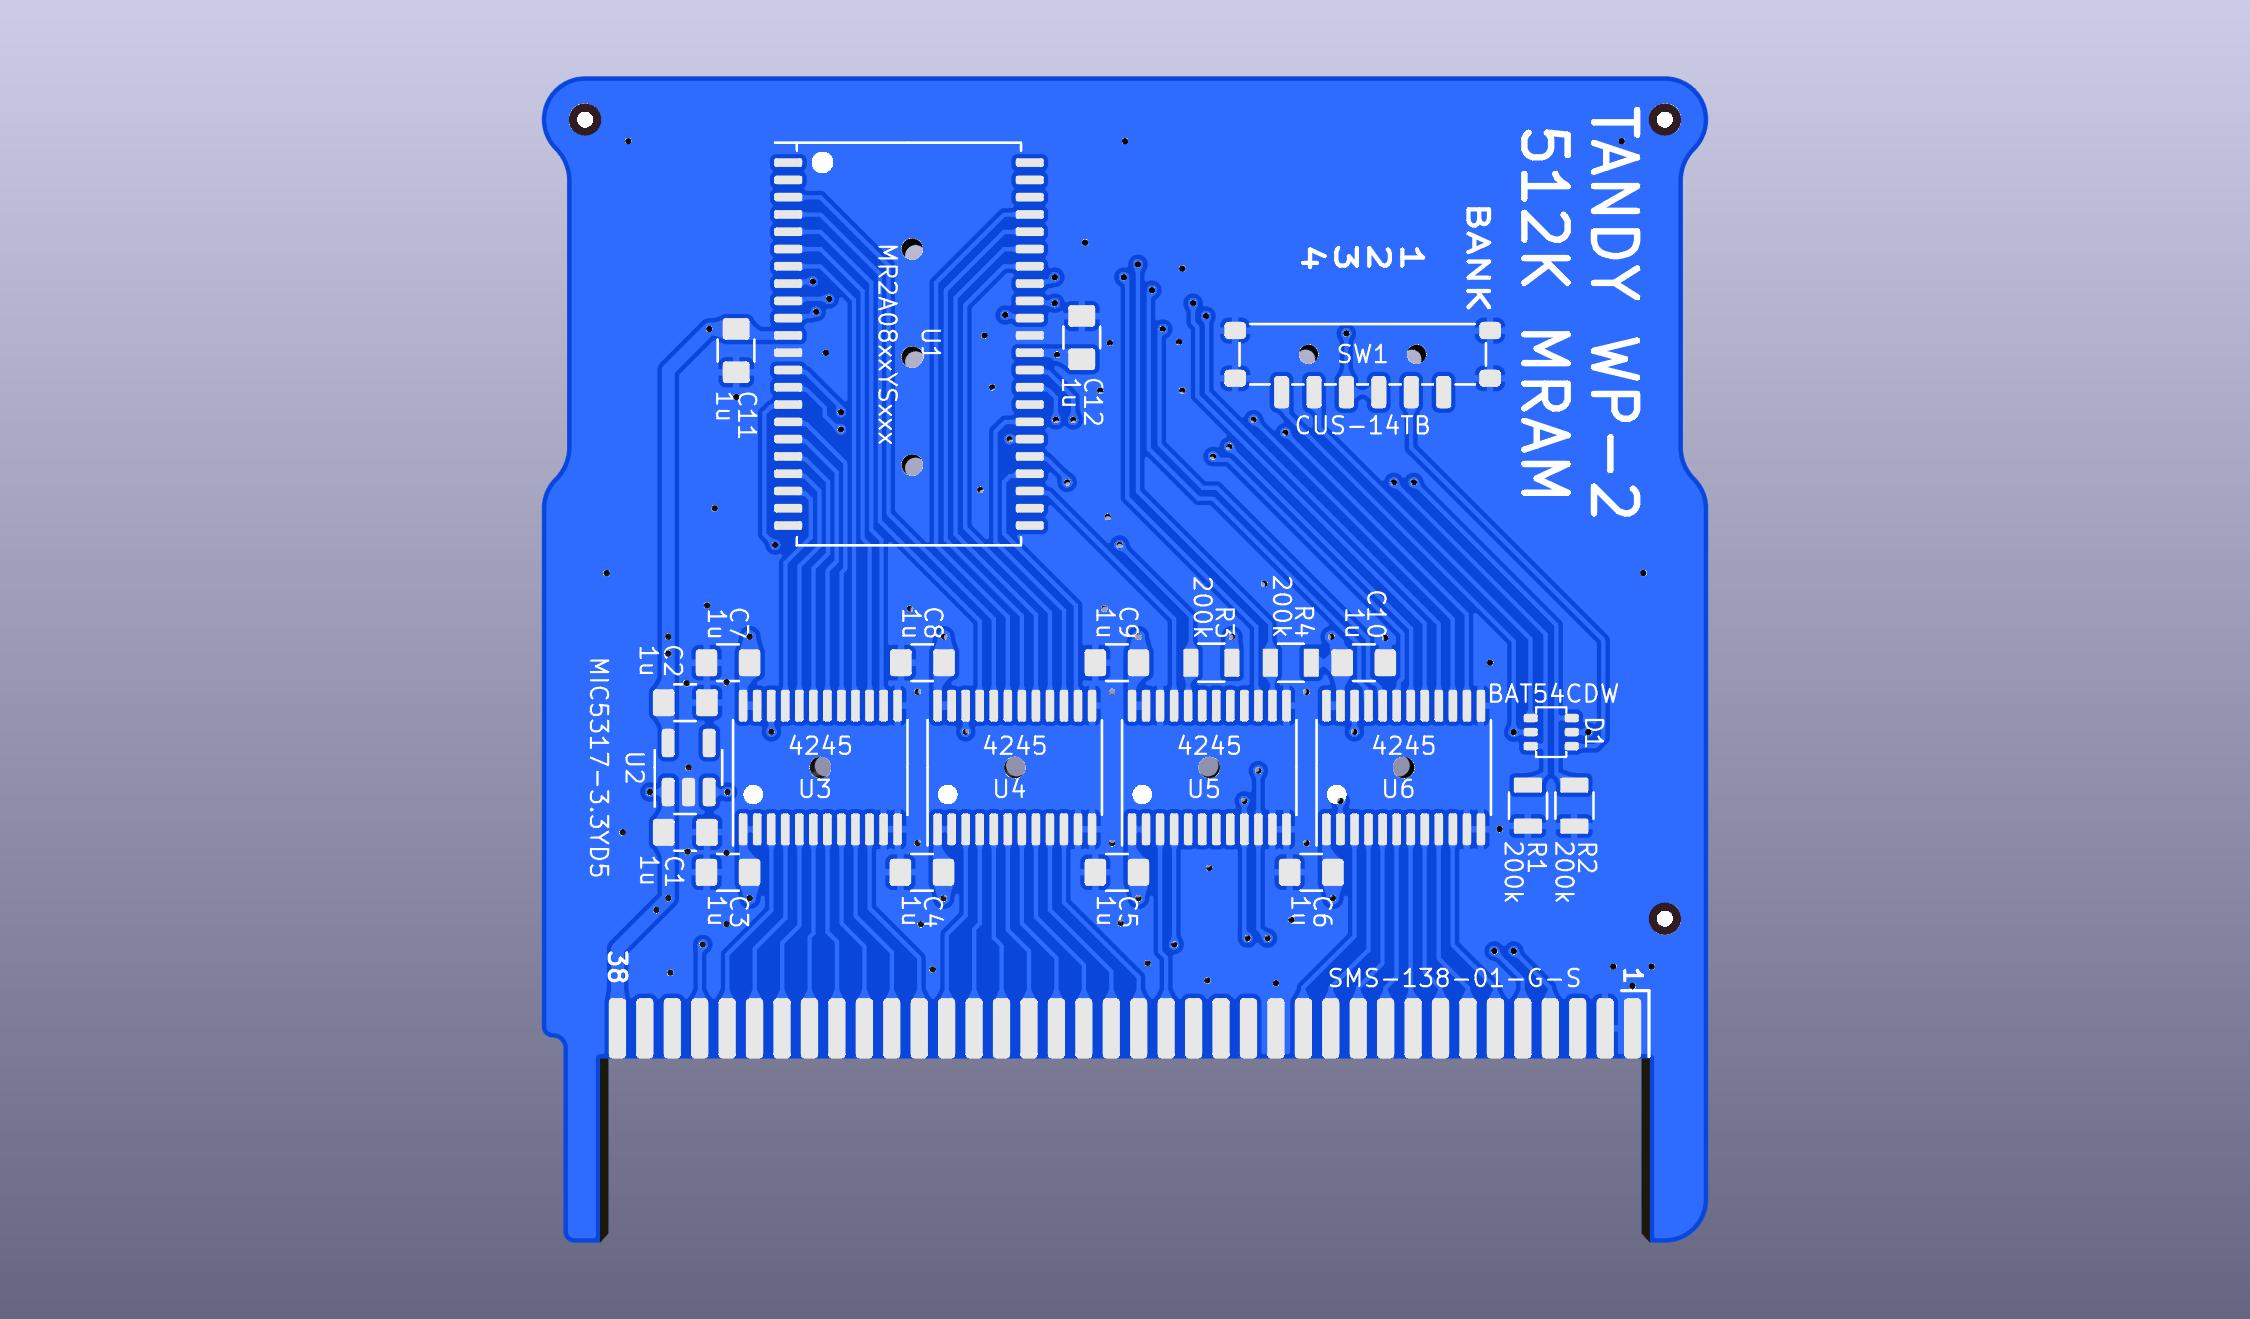 TANDY WP-2
512K MRAM
BANK
1
2
3
4
SW1
CUS-14TB
U1
MR2A08xxYSxxx
C11
1u
C12
1u
C7
1u
C8
1u
C9
1u
R3
200k
R4
200k
C10
1u
C2
1u
MIC5317-3.3YD5
U2
C1
1u
4245
U3
4245
U4
4245
U5
4245
U6
BAT54CDW
D1
R1
200k
R2
200k
C3
1u
C4
1u
C5
1u
C6
1u
38
SMS-138-01-G-S
1